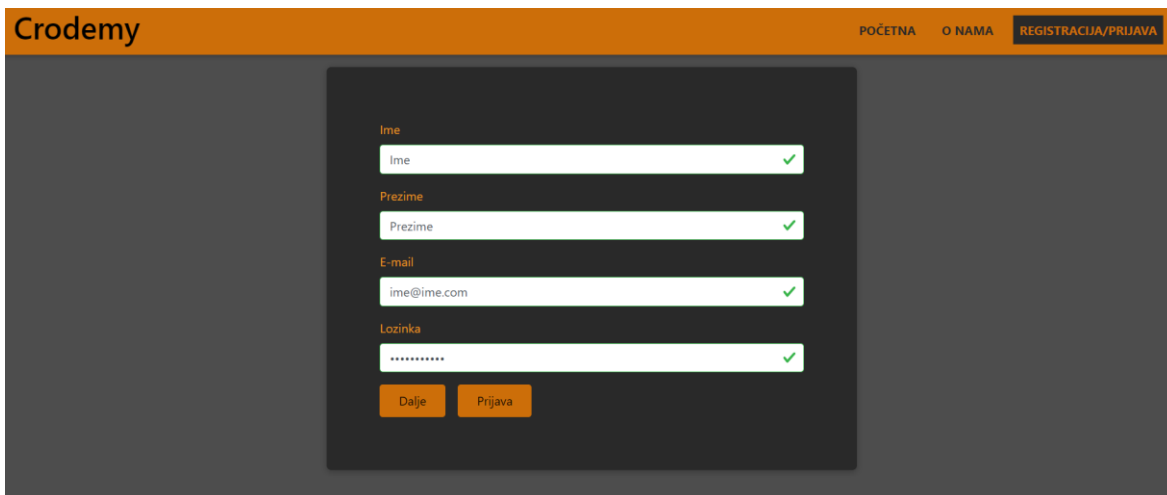 Crodemy
POČETNA O NAMA REGISTRACIJA/PRIJAVA
Ime
Ime
Prezime
Prezime
E-mail
ime@ime.com
Lozinka
•••••••••••
Dalje Prijava